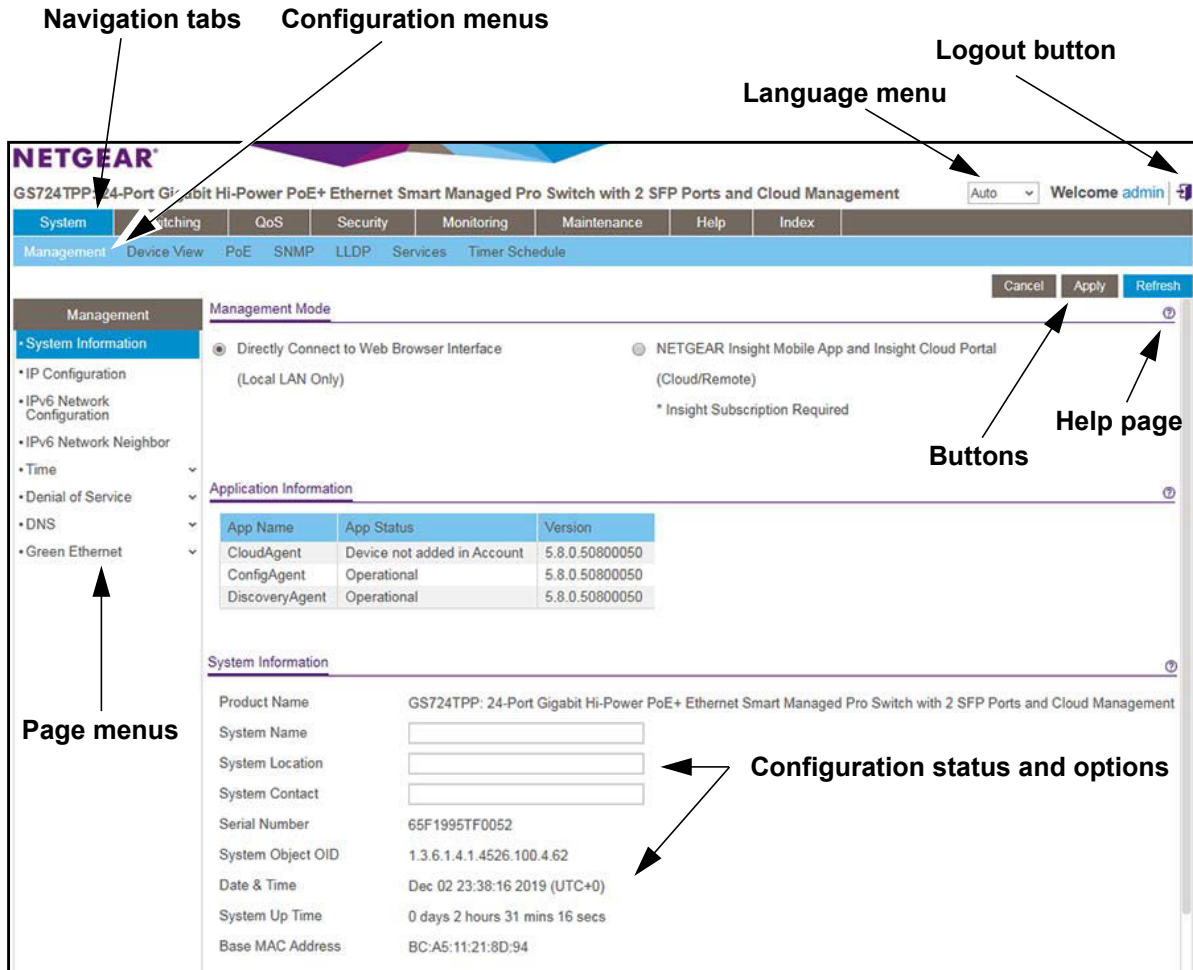 Navigation tabs
Configuration menus
Logout button
Language menu
NETGEAR®
GS724TPP: 24-Port Gigabit Hi-Power PoE+ Ethernet Smart Managed Pro Switch with 2 SFP Ports and Cloud Management
Auto
Welcome admin
System
Switching
QoS
Security
Monitoring
Maintenance
Help
Index
Management
Device View
PoE
SNMP
LLDP
Services
Timer Schedule
Cancel
Apply
Refresh
Management
• System Information
• IP Configuration
• IPv6 Network
Configuration
• IPv6 Network Neighbor
• Time
• Denial of Service
• DNS
• Green Ethernet
Page menus
Management Mode
?
Directly Connect to Web Browser Interface
(Local LAN Only)
NETGEAR Insight Mobile App and Insight Cloud Portal
(Cloud/Remote)
* Insight Subscription Required
Help page
Buttons
Application Information
?
App Name App Status Version
CloudAgent Device not added in Account 5.8.0.50800050
ConfigAgent Operational 5.8.0.50800050
DiscoveryAgent Operational 5.8.0.50800050
System Information
?
Product Name GS724TPP: 24-Port Gigabit Hi-Power PoE+ Ethernet Smart Managed Pro Switch with 2 SFP Ports and Cloud Management
System Name
System Location
System Contact
Configuration status and options
Serial Number 65F1995TF0052
System Object OID 1.3.6.1.4.1.4526.100.4.62
Date & Time Dec 02 23:38:16 2019 (UTC+0)
System Up Time 0 days 2 hours 31 mins 16 secs
Base MAC Address BC:A5:11:21:8D:94